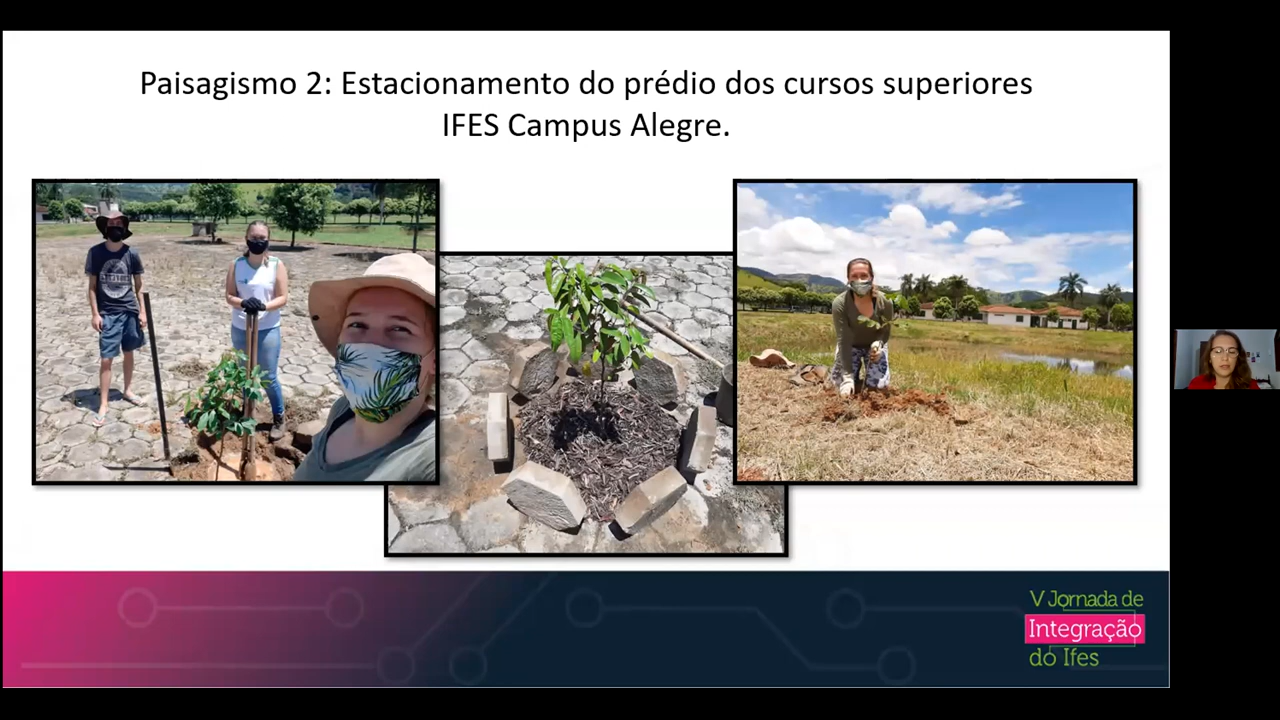 Paisagismo 2: Estacionamento do prédio dos cursos superiores
IFES Campus Alegre.
V Jornada de
Integração
do Ifes